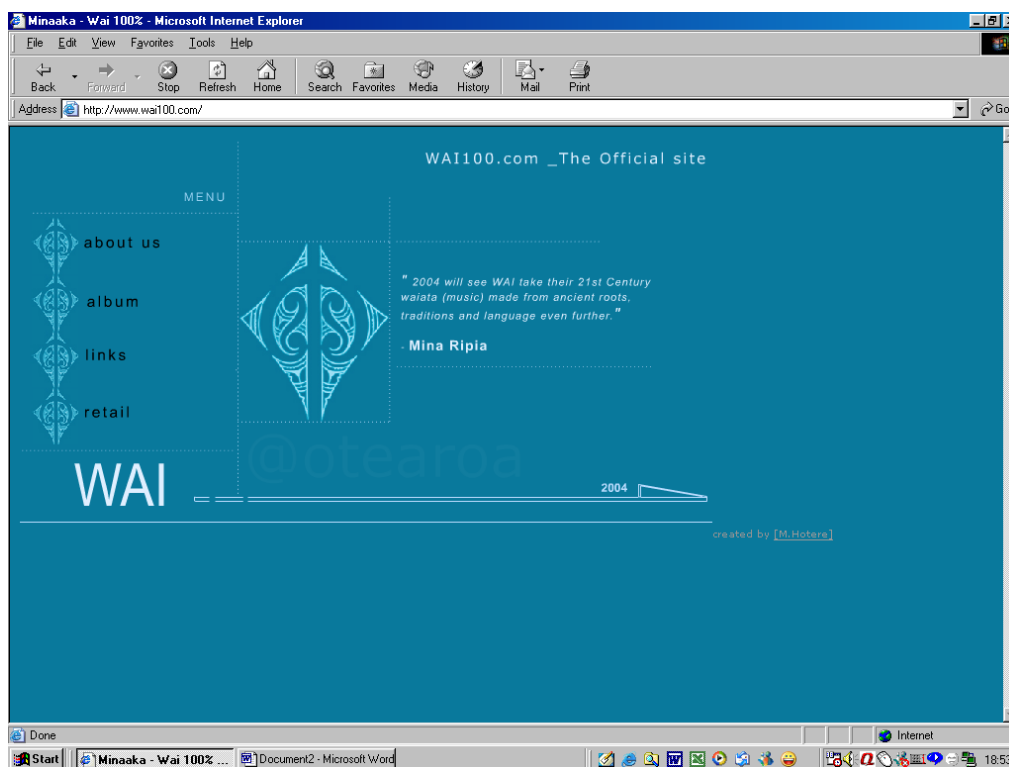 Minaaka - Wai 100% - Microsoft Internet Explorer
File Edit View Favorites Tools Help
Back Forward Stop Refresh Home Search Favorites Media History Mail Print
Address http://www.wai100.com/ Go
WAI100.com _The Official site
MENU
about us
album
links
retail
" 2004 will see WAI take their 21st Century
waiata (music) made from ancient roots,
traditions and language even further."
- Mina Ripia
@otearoa
WAI
2004
created by [M.Hotere]
Done Internet
Start Minaaka - Wai 100% ... Document2 - Microsoft Word 18:53